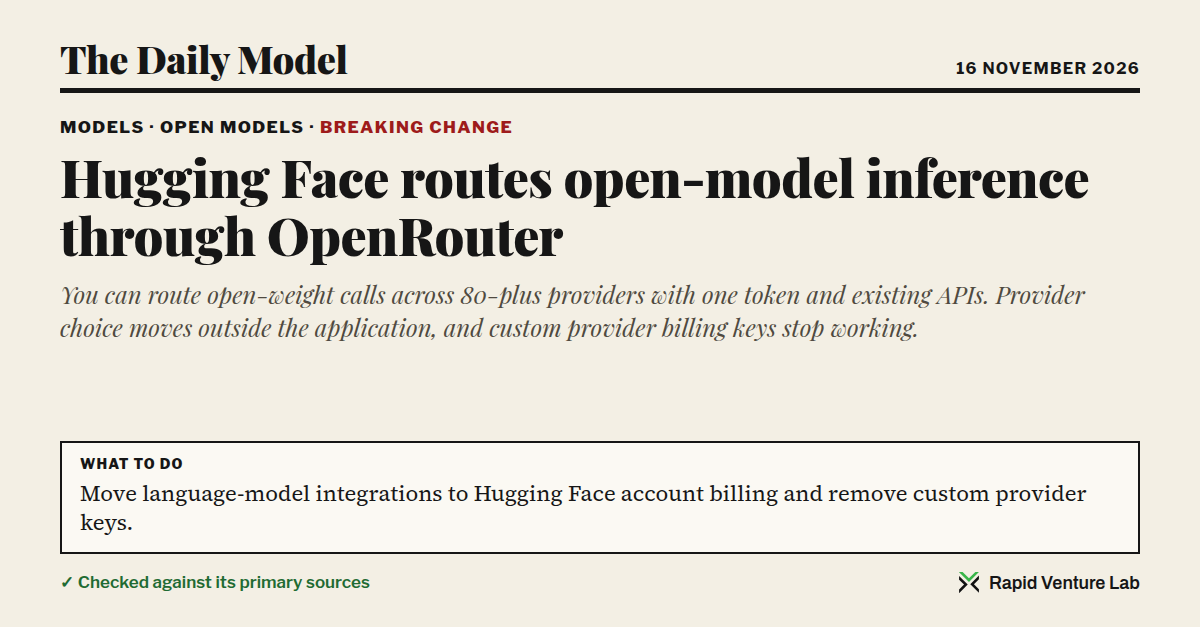 The Daily Model
16 NOVEMBER 2026
MODELS · OPEN MODELS · BREAKING CHANGE
Hugging Face routes open-model inference
through OpenRouter
You can route open-weight calls across 80-plus providers with one token and existing APIs. Provider
choice moves outside the application, and custom provider billing keys stop working.
WHAT TO DO
Move language-model integrations to Hugging Face account billing and remove custom provider
keys.
✓ Checked against its primary sources
Rapid Venture Lab